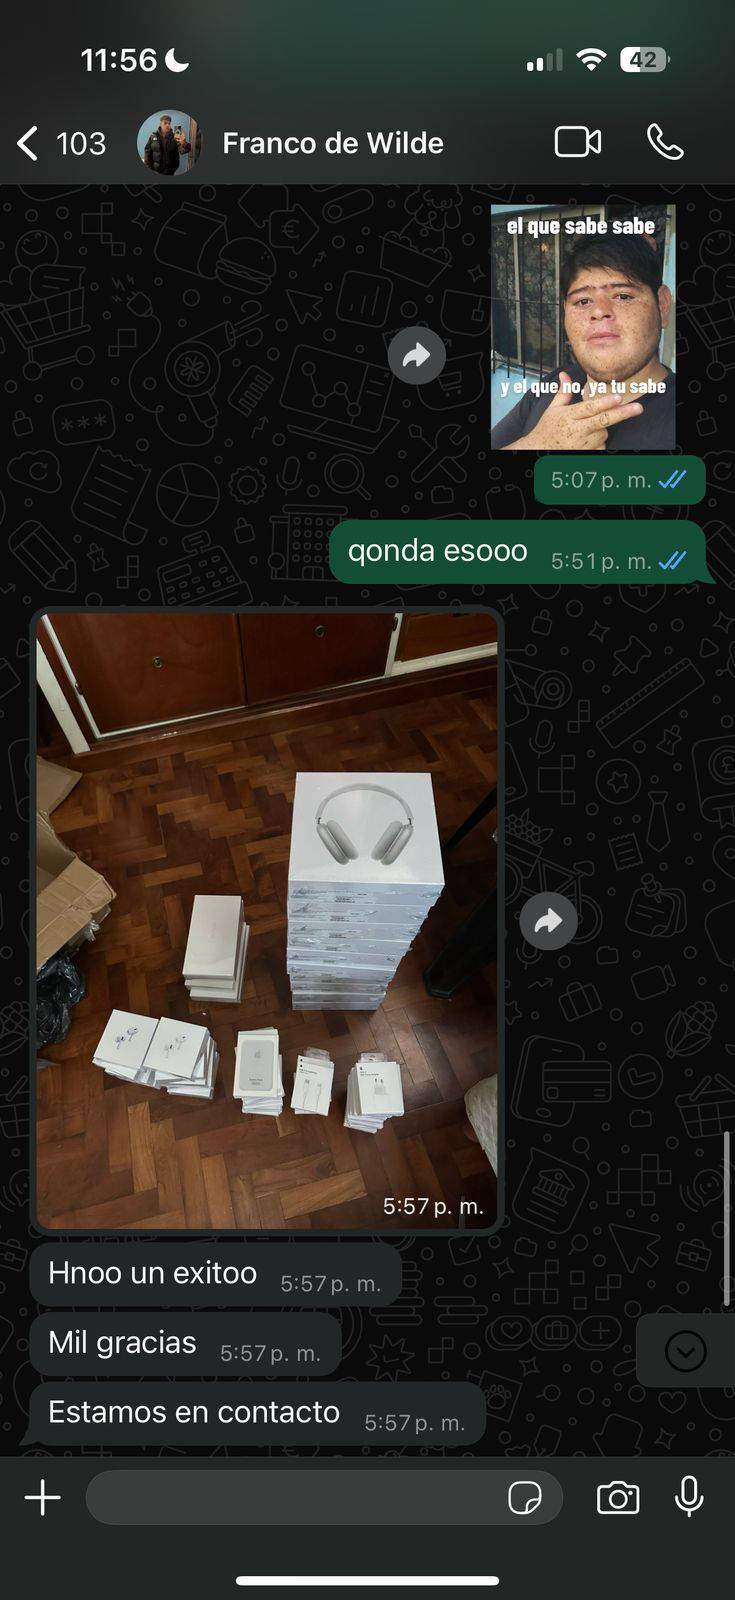 11:56
42
103
Franco de Wilde
el que sabe sabe
y el que no, ya tu sabe
5:07 p. m.
qonda esooo 5:51 p. m.
5:57 p. m.
Hnoo un exitoo 5:57 p. m.
Mil gracias 5:57 p. m.
Estamos en contacto 5:57 p. m.